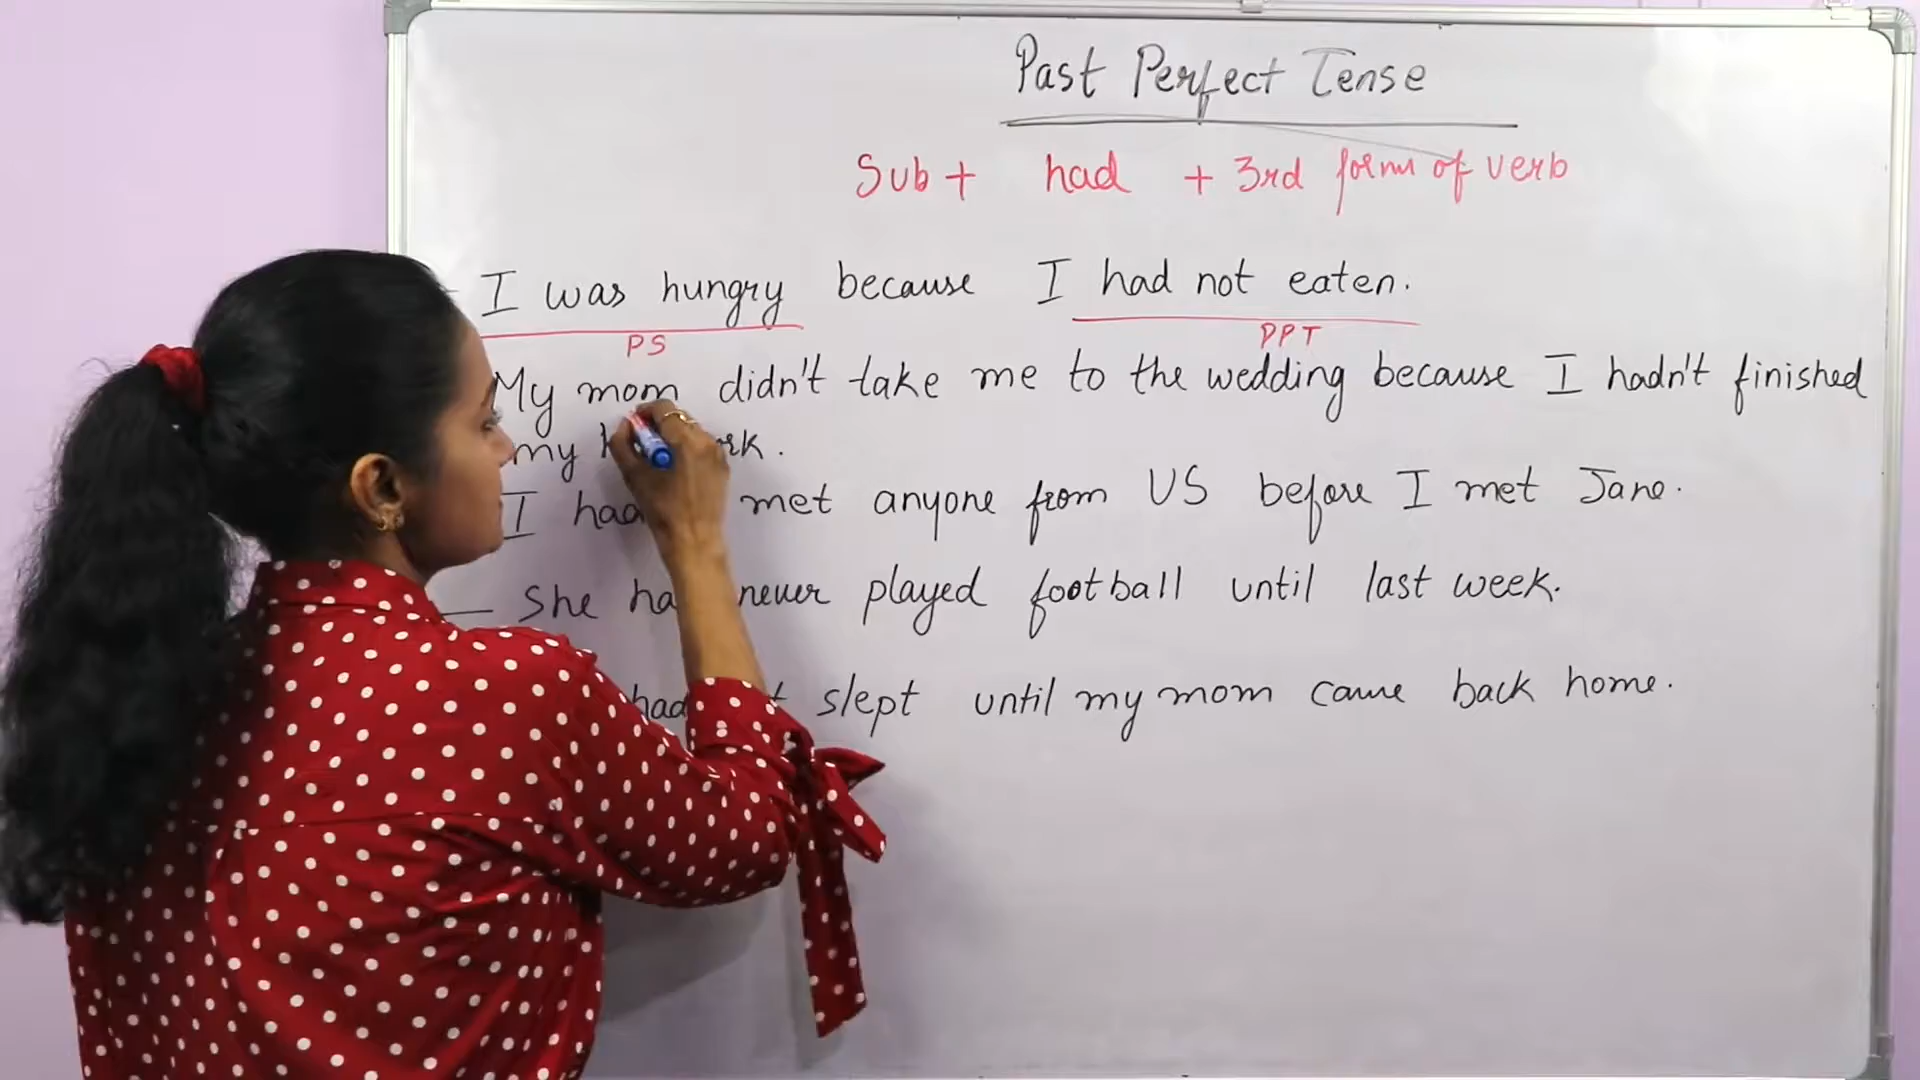 Past Perfect Tense
Sub + had + 3rd form of verb
I was hungry because I had not eaten.
PS PPT
My mom didn't take me to the wedding because I hadn't finished
my
I met anyone from US before I met Jane.
She never played football until last week.
slept until my mom came back home.